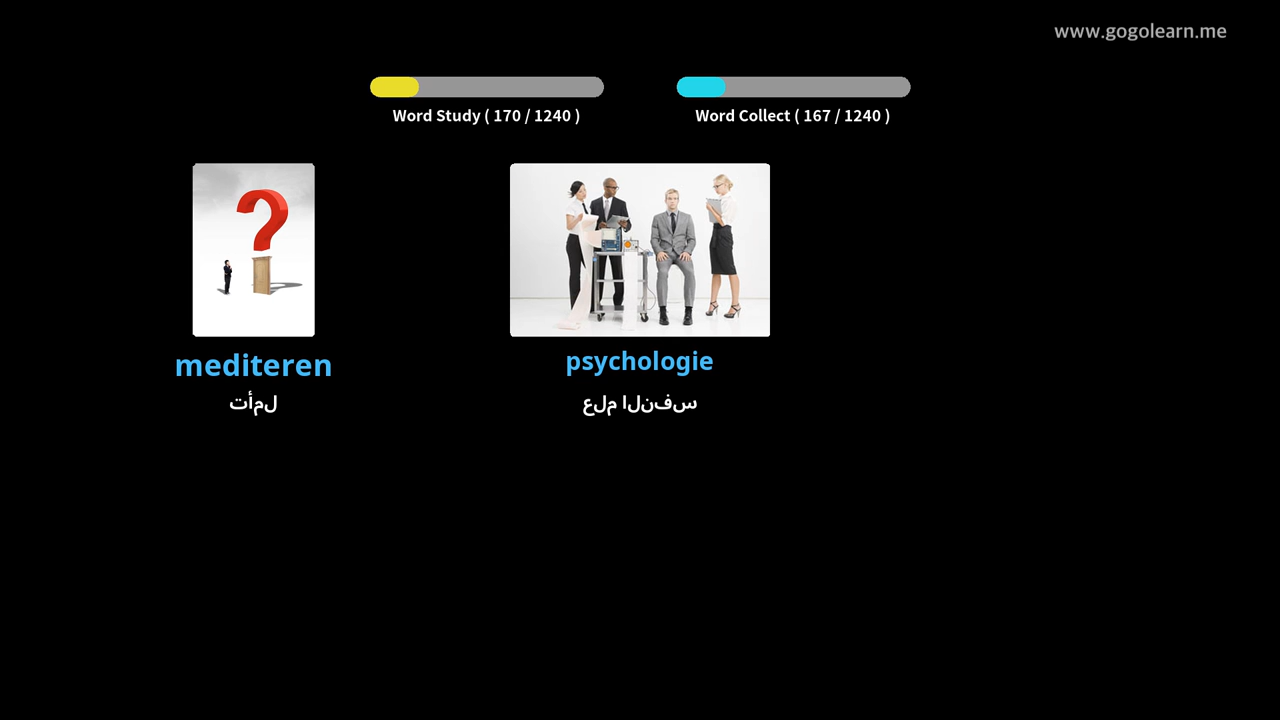 www.gogolearn.me
Word Study ( 170 / 1240 )
Word Collect ( 167 / 1240 )
mediteren
psychologie
تأمل
علم النفس